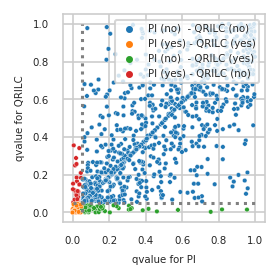 PI (no) - QRILC (no)
PI (yes) - QRILC (yes)
PI (no) - QRILC (yes)
PI (yes) - QRILC (no)
1.0
0.8
0.6
0.4
0.2
0.0
qvalue for QRILC
0.0 0.2 0.4 0.6 0.8 1.0
qvalue for PI